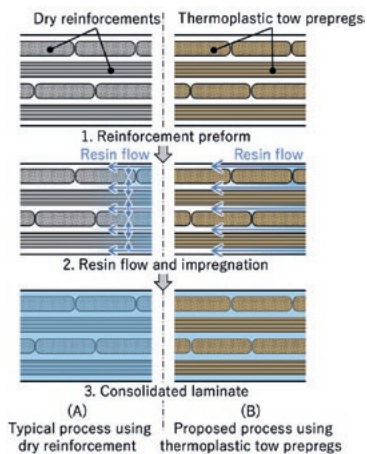 Dry reinforcements
Thermoplastic tow prepregs
1. Reinforcement preform
Resin flow
Resin flow
2. Resin flow and impregnation
3. Consolidated laminate
(A)
(B)
Typical process using
dry reinforcement
Proposed process using
thermoplastic tow prepregs